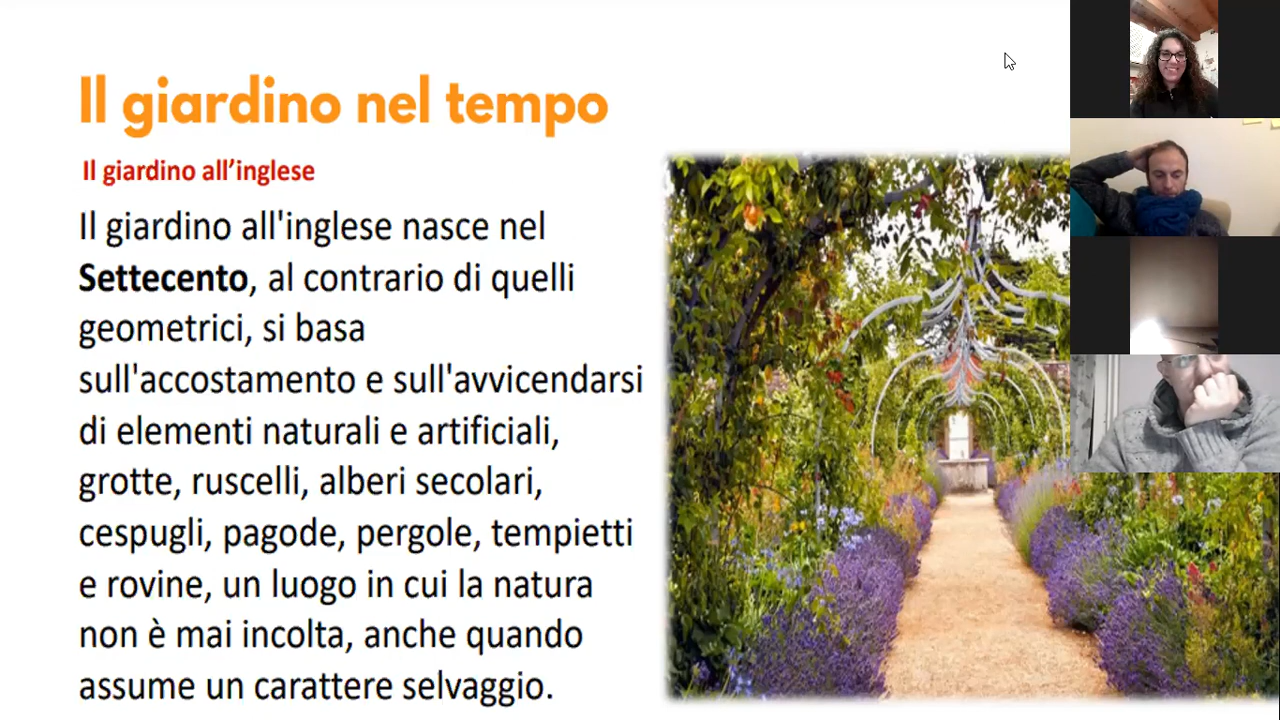 Il giardino nel tempo
Il giardino all’inglese
Il giardino all'inglese nasce nel
Settecento, al contrario di quelli
geometrici, si basa
sull'accostamento e sull'avvicendarsi
di elementi naturali e artificiali,
grotte, ruscelli, alberi secolari,
cespugli, pagode, pergole, tempietti
e rovine, un luogo in cui la natura
non è mai incolta, anche quando
assume un carattere selvaggio.